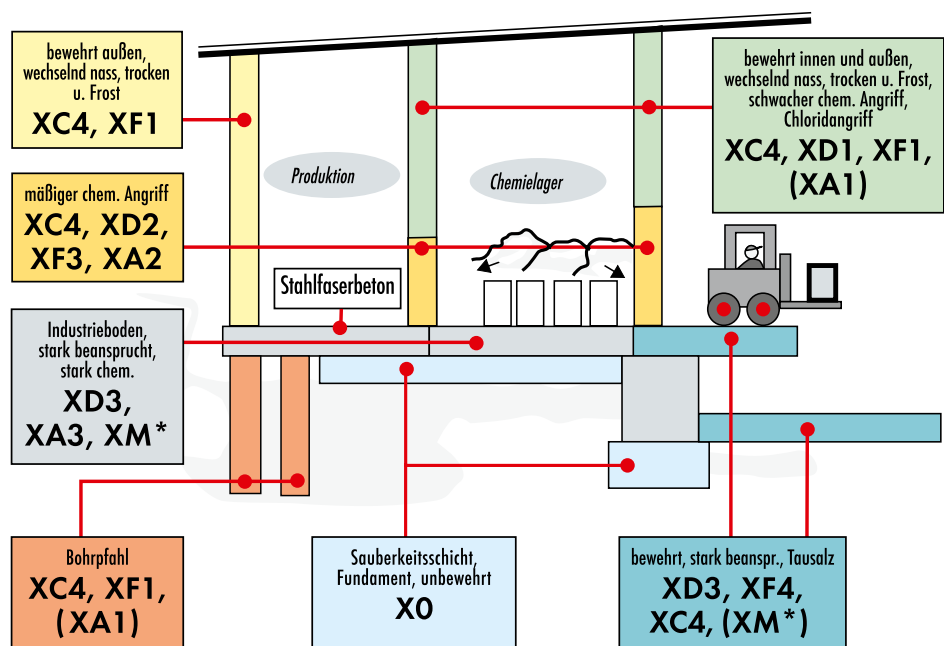 bewehrt außen,
wechselnd nass, trocken
u. Frost
XC4, XF1
mäßiger chem. Angriff
XC4, XD2,
XF3, XA2
Industrieboden,
stark beansprucht,
stark chem.
XD3,
XA3, XM*
Bohrpfahl
XC4, XF1,
(XA1)
Produktion
Chemielager
Stahlfaserbeton
Sauberkeitsschicht,
Fundament, unbewehrt
X0
bewehrt innen und außen,
wechselnd nass, trocken u. Frost,
schwacher chem. Angriff,
Chloridangriff
XC4, XD1, XF1,
(XA1)
bewehrt, stark beanspr., Tausalz
XD3, XF4,
XC4, (XM*)